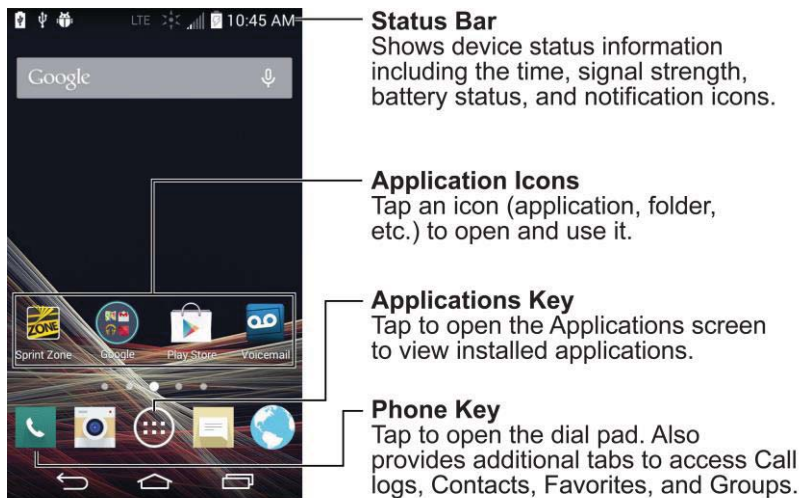 LTE 10:45 AM
Google
ZONE
Sprint Zone Google Play Store Voicemail
Status Bar
Shows device status information
including the time, signal strength,
battery status, and notification icons.
Application Icons
Tap an icon (application, folder,
etc.) to open and use it.
Applications Key
Tap to open the Applications screen
to view installed applications.
Phone Key
Tap to open the dial pad. Also
provides additional tabs to access Call
logs, Contacts, Favorites, and Groups.